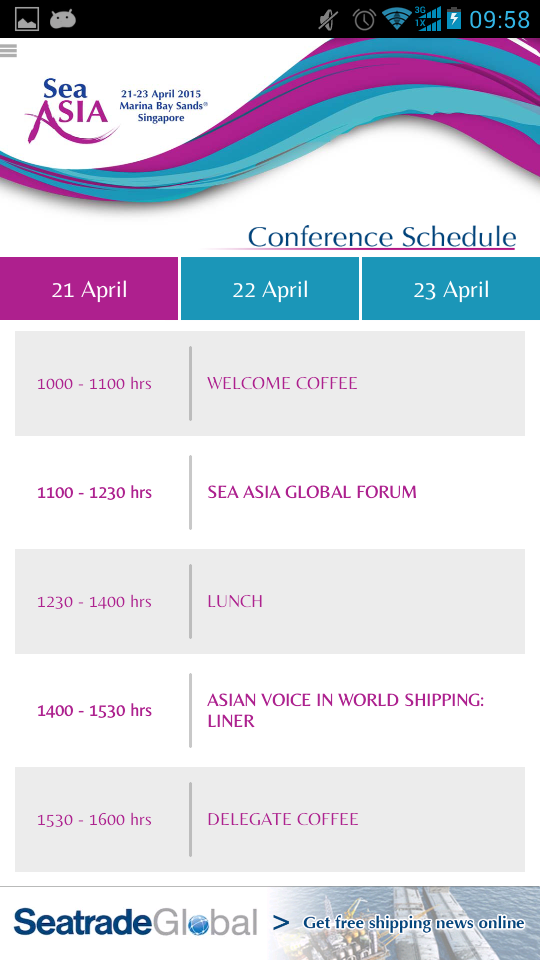 3G
1X
09:58
Sea
ASIA
21-23 April 2015
Marina Bay Sands®
Singapore
Conference Schedule
21 April
22 April
23 April
1000 - 1100 hrs
WELCOME COFFEE
1100 - 1230 hrs
SEA ASIA GLOBAL FORUM
1230 - 1400 hrs
LUNCH
1400 - 1530 hrs
ASIAN VOICE IN WORLD SHIPPING:
LINER
1530 - 1600 hrs
DELEGATE COFFEE
SeatradeGlobal > Get free shipping news online